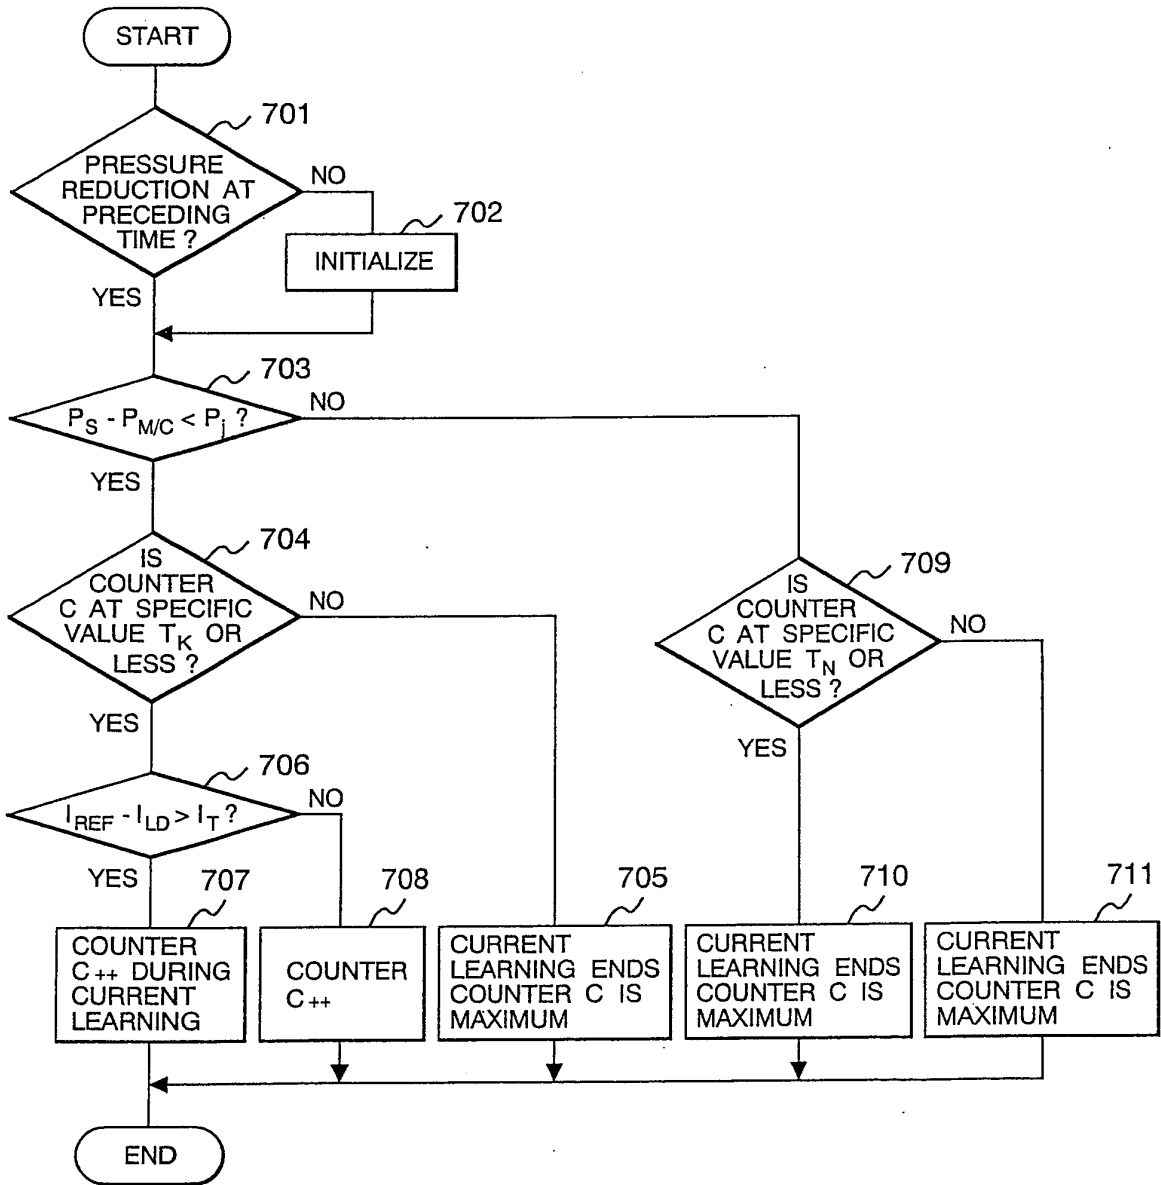 START
701
PRESSURE
REDUCTION AT
PRECEDING
TIME ?
NO
702
INITIALIZE
YES
703
P_S - P_M/C < P_j ?
NO
YES
704
IS
COUNTER
C AT SPECIFIC
VALUE T_K OR
LESS ?
NO
709
IS
COUNTER
C AT SPECIFIC
VALUE T_N OR
LESS ?
NO
YES
YES
706
I_REF - I_LD > I_T ?
NO
YES
707
COUNTER
C++ DURING
CURRENT
LEARNING
708
COUNTER
C++
705
CURRENT
LEARNING ENDS
COUNTER C IS
MAXIMUM
710
CURRENT
LEARNING ENDS
COUNTER C IS
MAXIMUM
711
CURRENT
LEARNING ENDS
COUNTER C IS
MAXIMUM
END